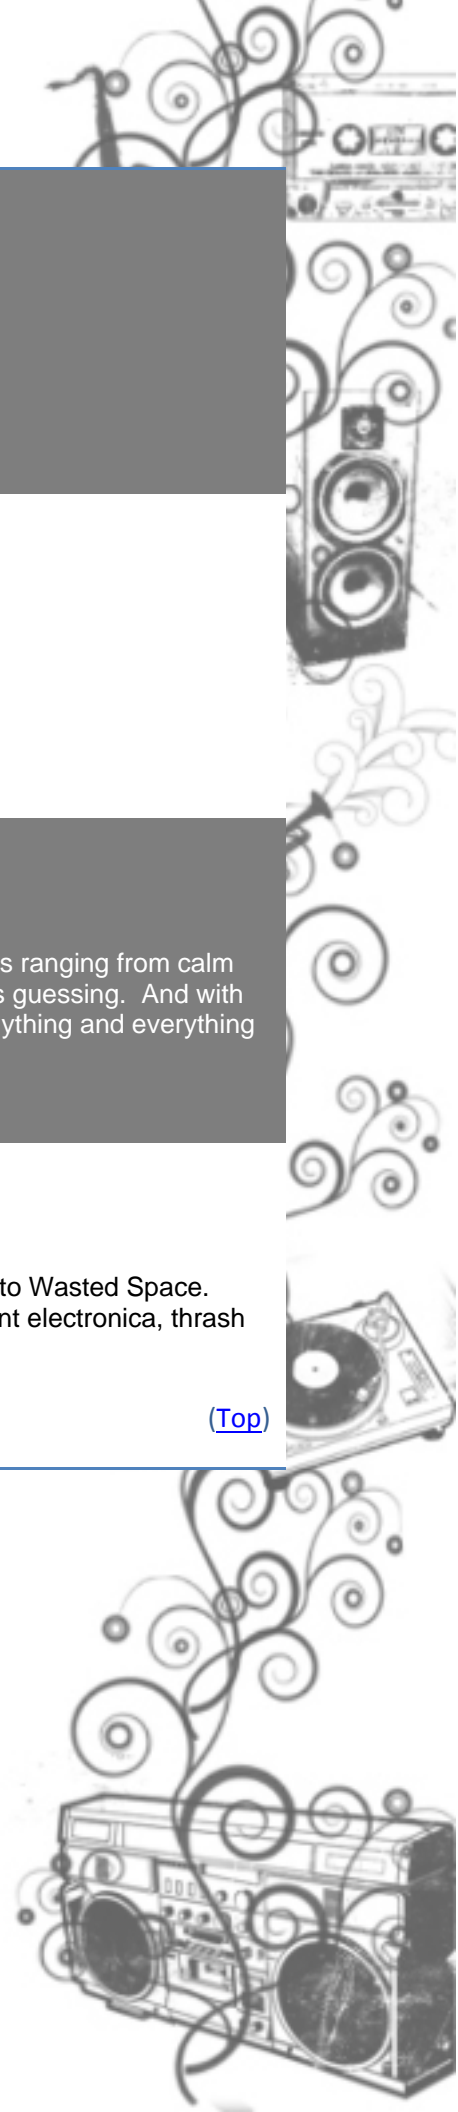 s ranging from calm
s guessing.  And with
ything and everything
to Wasted Space.
nt electronica, thrash
(Top)